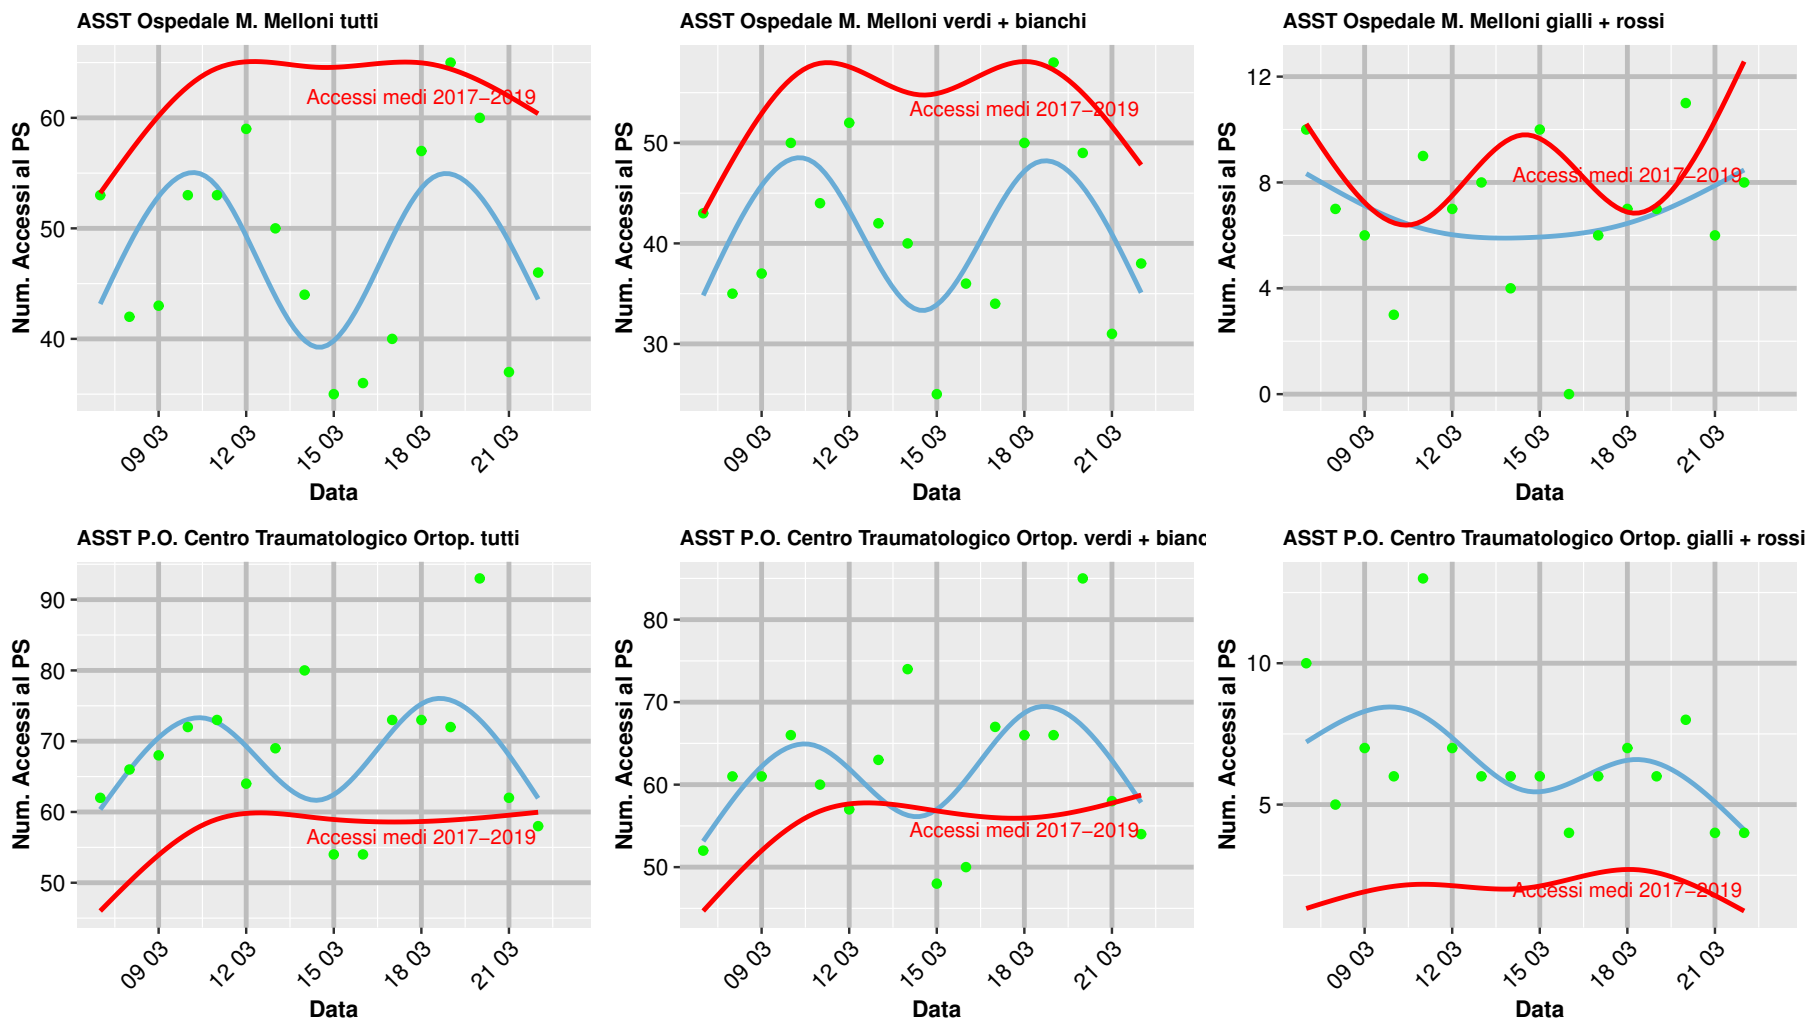 ASST Ospedale M. Melloni tutti
Num. Accessi al PS
60
50
40
Accessi medi 2017−2019
09 03
12 03
15 03
18 03
21 03
Data
ASST Ospedale M. Melloni verdi + bianchi
Num. Accessi al PS
50
40
30
Accessi medi 2017−2019
09 03
12 03
15 03
18 03
21 03
Data
ASST Ospedale M. Melloni gialli + rossi
Num. Accessi al PS
12
8
4
0
Accessi medi 2017−2019
09 03
12 03
15 03
18 03
21 03
Data
ASST P.O. Centro Traumatologico Ortop. tutti
Num. Accessi al PS
90
80
70
60
50
Accessi medi 2017−2019
09 03
12 03
15 03
18 03
21 03
Data
ASST P.O. Centro Traumatologico Ortop. verdi + bianc
Num. Accessi al PS
80
70
60
50
Accessi medi 2017−2019
09 03
12 03
15 03
18 03
21 03
Data
ASST P.O. Centro Traumatologico Ortop. gialli + rossi
Num. Accessi al PS
10
5
Accessi medi 2017−2019
09 03
12 03
15 03
18 03
21 03
Data